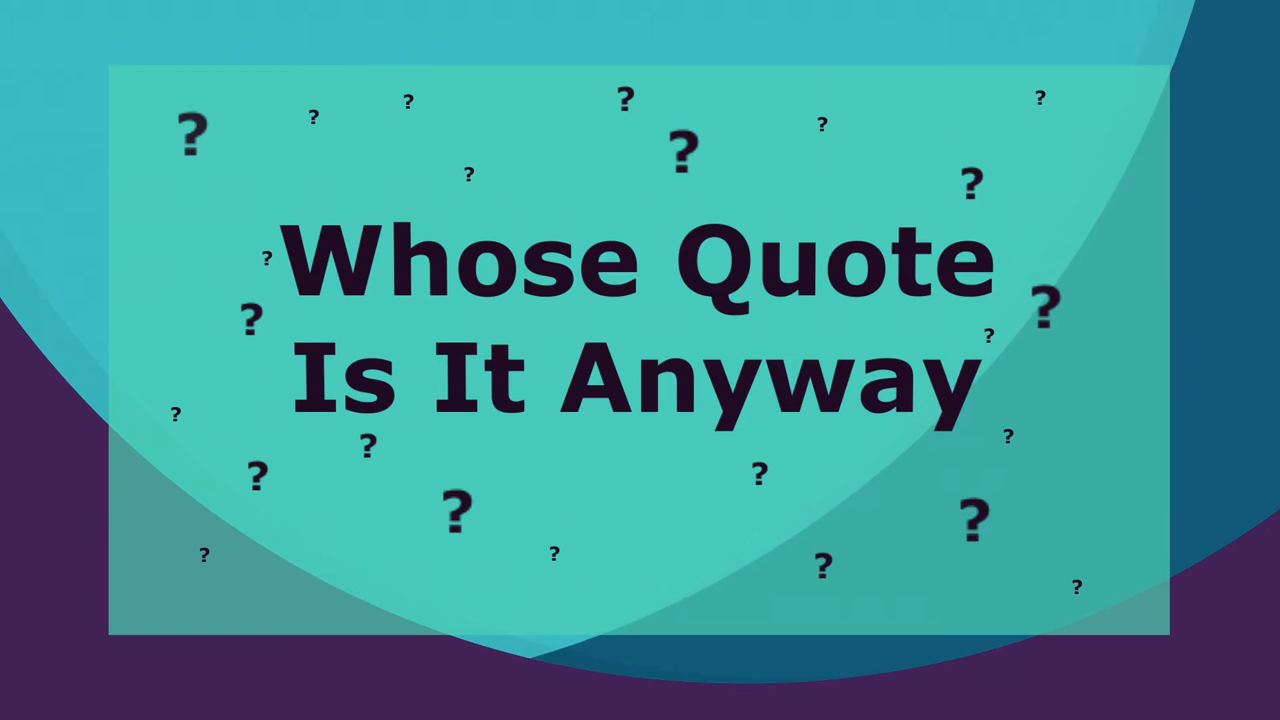 ? ? ? ? ? ? ?
? ?
? Whose Quote
? ? ?
Is It Anyway
? ? ? ? ?
? ?
? ? ? ?